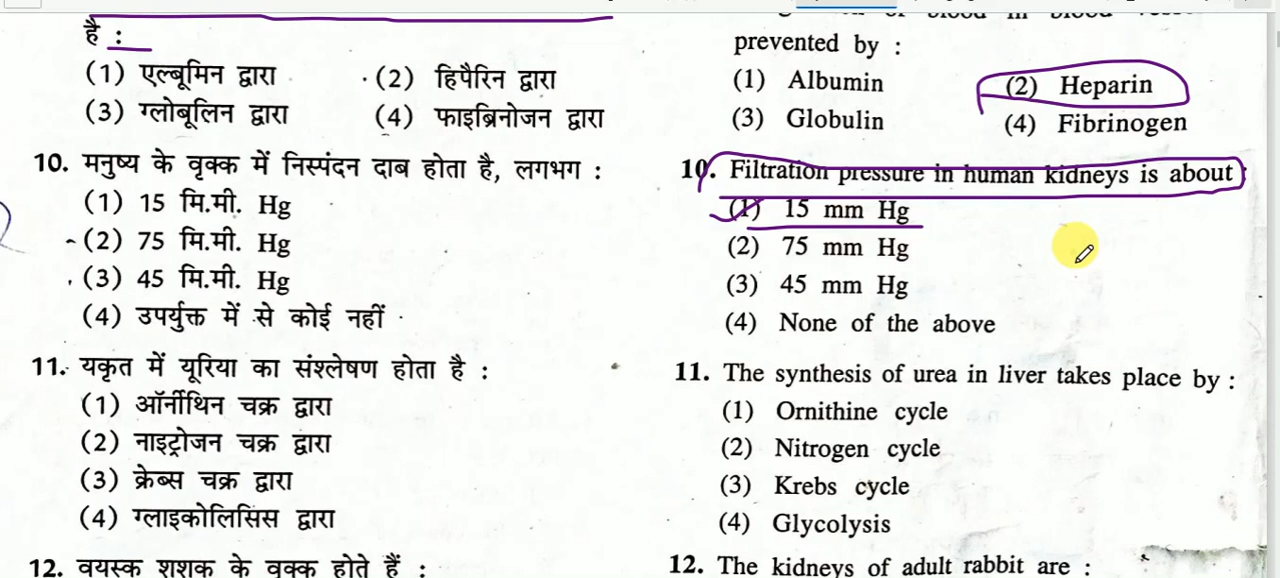 है :
(1) एल्बूमिन द्वारा (2) हिपैरिन द्वारा
(3) ग्लोबूलिन द्वारा (4) फाइब्रिनोजन द्वारा
10. मनुष्य के वृक्क में निस्पंदन दाब होता है, लगभग :
(1) 15 मि.मी. Hg
(2) 75 मि.मी. Hg
(3) 45 मि.मी. Hg
(4) उपर्युक्त में से कोई नहीं
11. यकृत में यूरिया का संश्लेषण होता है :
(1) ऑर्नीथिन चक्र द्वारा
(2) नाइट्रोजन चक्र द्वारा
(3) क्रेब्स चक्र द्वारा
(4) ग्लाइकोलिसिस द्वारा
12. वयस्क शशक के वृक्क होते हैं :
of blood in blood
prevented by :
(1) Albumin (2) Heparin
(3) Globulin (4) Fibrinogen
10. Filtration pressure in human kidneys is about :
(1) 15 mm Hg
(2) 75 mm Hg
(3) 45 mm Hg
(4) None of the above
11. The synthesis of urea in liver takes place by :
(1) Ornithine cycle
(2) Nitrogen cycle
(3) Krebs cycle
(4) Glycolysis
12. The kidneys of adult rabbit are :